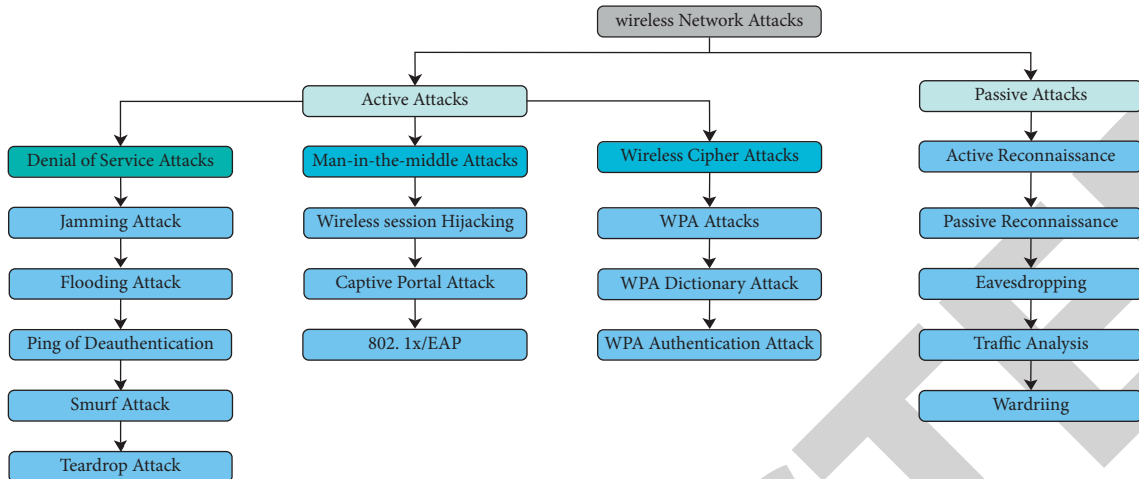 wireless Network Attacks
Active Attacks
Passive Attacks
Denial of Service Attacks
Man-in-the-middle Attacks
Wireless Cipher Attacks
Active Reconnaissance
Jamming Attack
Wireless session Hijacking
WPA Attacks
Passive Reconnaissance
Flooding Attack
Captive Portal Attack
WPA Dictionary Attack
Eavesdropping
Ping of Deauthentication
802. 1x/EAP
WPA Authentication Attack
Traffic Analysis
Smurf Attack
Wardriing
Teardrop Attack